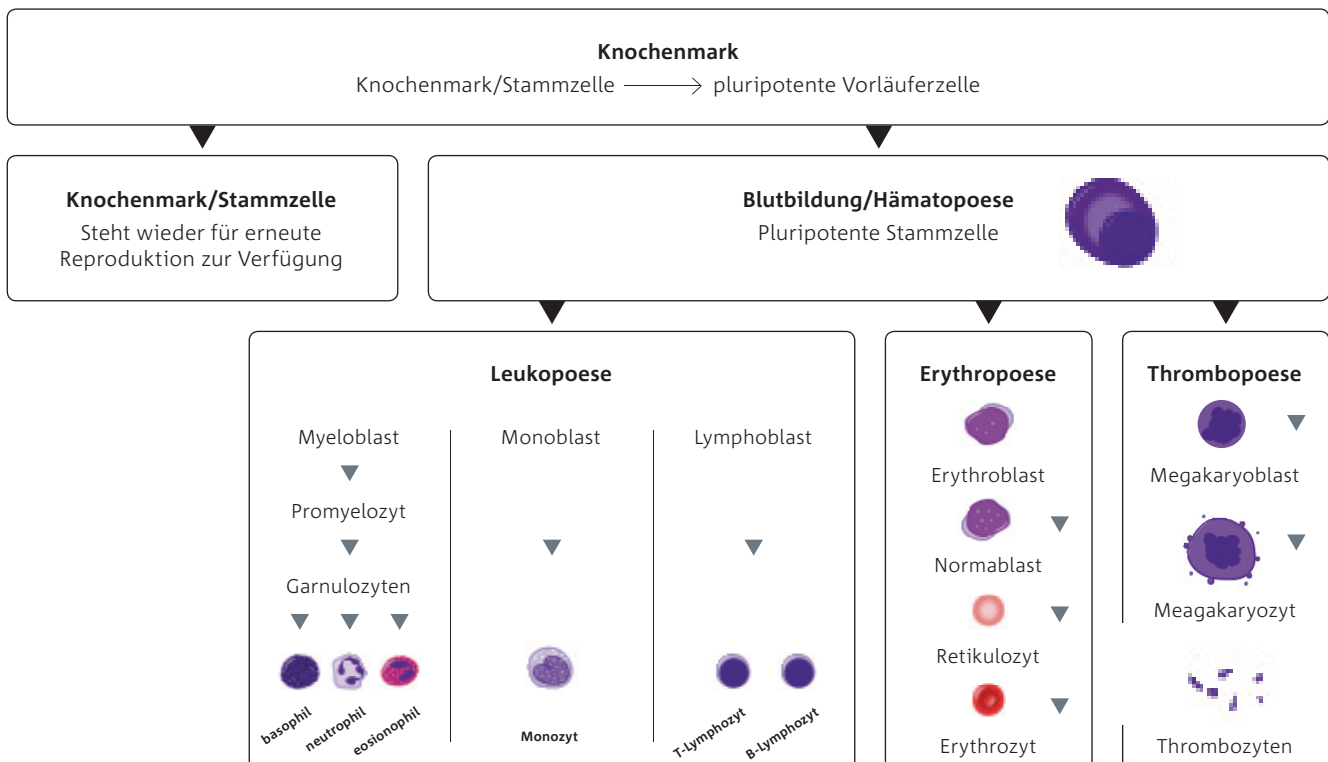 Knochenmark
Knochenmark/Stammzelle ⟶ pluripotente Vorläuferzelle
Knochenmark/Stammzelle
Steht wieder für erneute
Reproduktion zur Verfügung
Blutbildung/Hämatopoese
Pluripotente Stammzelle
Leukopoese
Myeloblast
Promyelozyt
Garnulozyten
basophil
neutrophil
eosionophil
Monoblast
Monozyt
Lymphoblast
T-Lymphozyt
B-Lymphozyt
Erythropoese
Erythroblast
Normablast
Retikulozyt
Erythrozyt
Thrombopoese
Megakaryoblast
Meagakaryozyt
Thrombozyten